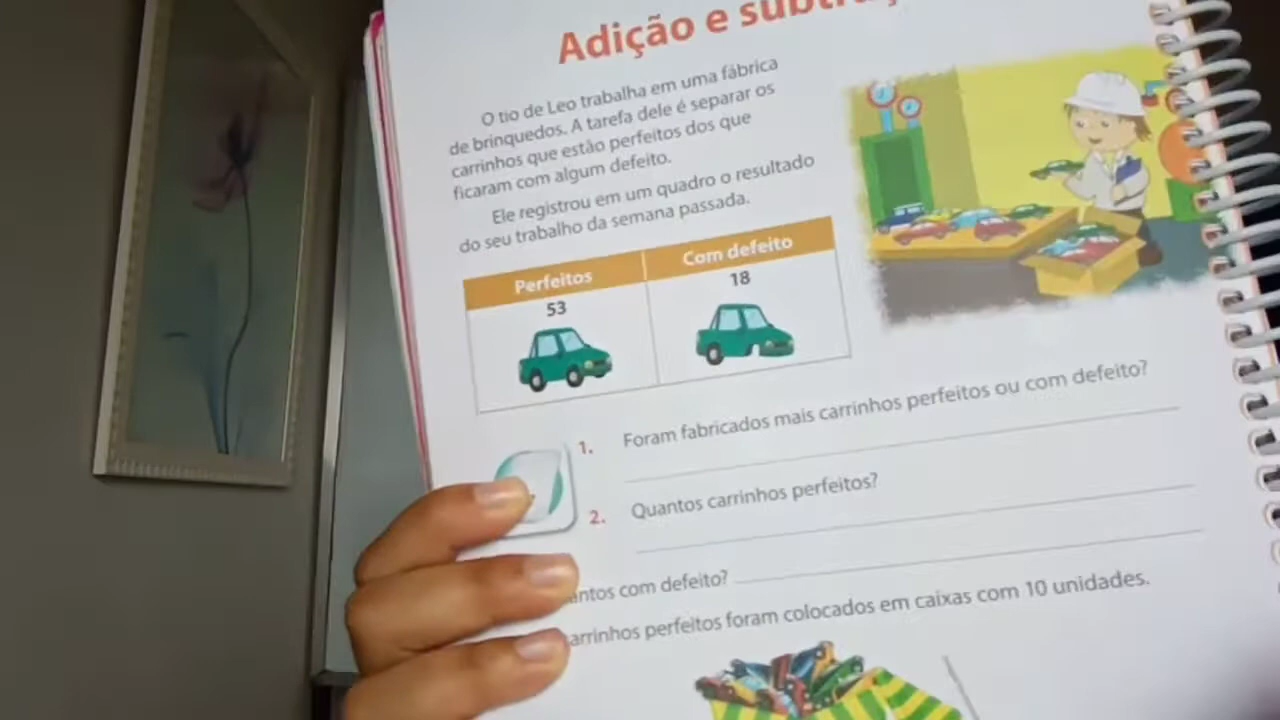 Adição e
O tio de Leo trabalha em uma fábrica
de brinquedos. A tarefa dele é separar os
carrinhos que estão perfeitos dos que
ficaram com algum defeito.
Ele registrou em um quadro o resultado
do seu trabalho da semana passada.
Perfeitos Com defeito
53 18
1. Foram fabricados mais carrinhos perfeitos ou com defeito?
2. Quantos carrinhos perfeitos?
com defeito?
perfeitos foram colocados em caixas com 10 unidades.